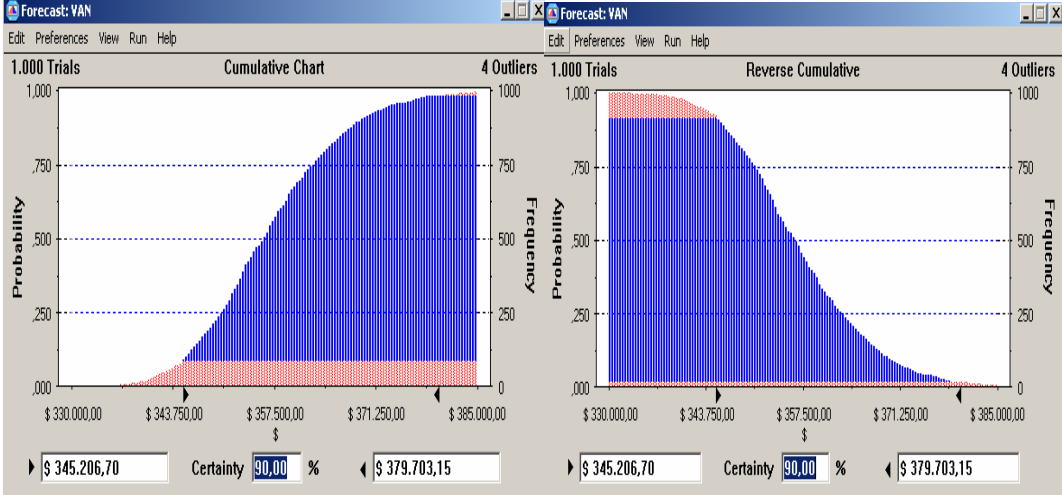 Forecast: VAN
Edit Preferences View Run Help
1.000 Trials Cumulative Chart 4 Outliers
Probability
Frequency
1,000
,750
,500
,250
,000
1000
750
500
250
0
$ 330.000,00 $ 343.750,00 $ 357.500,00 $ 371.250,00 $ 385.000,00
$
$ 345.206,70 Certainty 90,00 % $ 379.703,15
Forecast: VAN
Edit Preferences View Run Help
1.000 Trials Reverse Cumulative 4 Outliers
Probability
Frequency
1,000
,750
,500
,250
,000
1000
750
500
250
0
$ 330.000,00 $ 343.750,00 $ 357.500,00 $ 371.250,00 $ 385.000,00
$
$ 345.206,70 Certainty 90,00 % $ 379.703,15